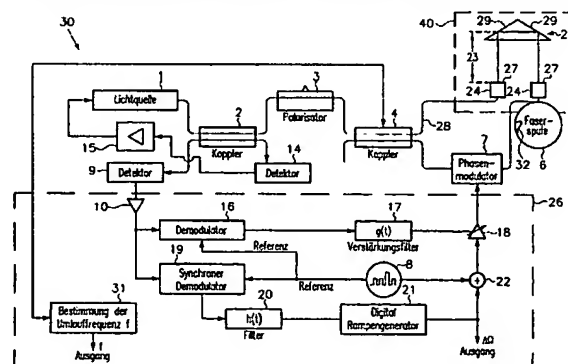 30
40
29 29
2
23
27 27
24 24
1
Lichtquelle
3
Polarisator
2
Koppler
4
Koppler
28
Faser-
spule
6
32
15
14
Detektor
7
Phasen-
modulator
9
Detektor
10
26
16
Demodulator
17
g(t)
Verstärkungsfilter
18
Referenz
19
Synchroner
Demodulator
Referenz
8
22
20
h(t)
Filter
21
Digital
Rampengenerator
31
Bestimmung der
Umlauffrequenz f
f
Ausgang
ΔΩ
Ausgang